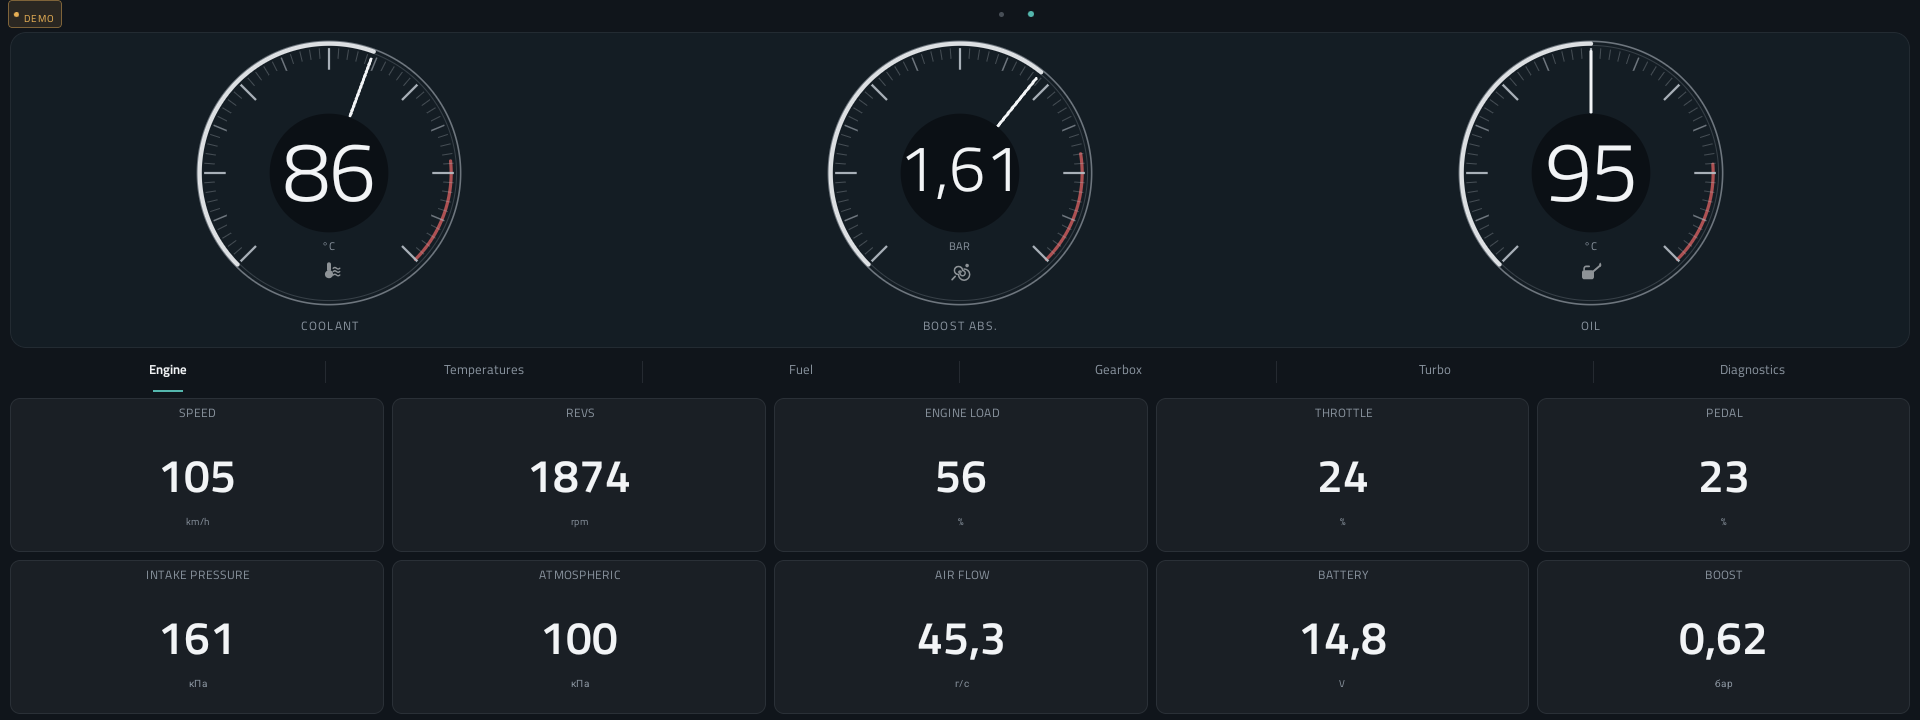 DEMO
86
°C
COOLANT
1,61
BAR
BOOST ABS.
95
°C
OIL
Engine
Temperatures
Fuel
Gearbox
Turbo
Diagnostics
SPEED
105
km/h
REVS
1874
rpm
ENGINE LOAD
56
%
THROTTLE
24
%
PEDAL
23
%
INTAKE PRESSURE
161
кПа
ATMOSPHERIC
100
кПа
AIR FLOW
45,3
г/с
BATTERY
14,8
V
BOOST
0,62
бар